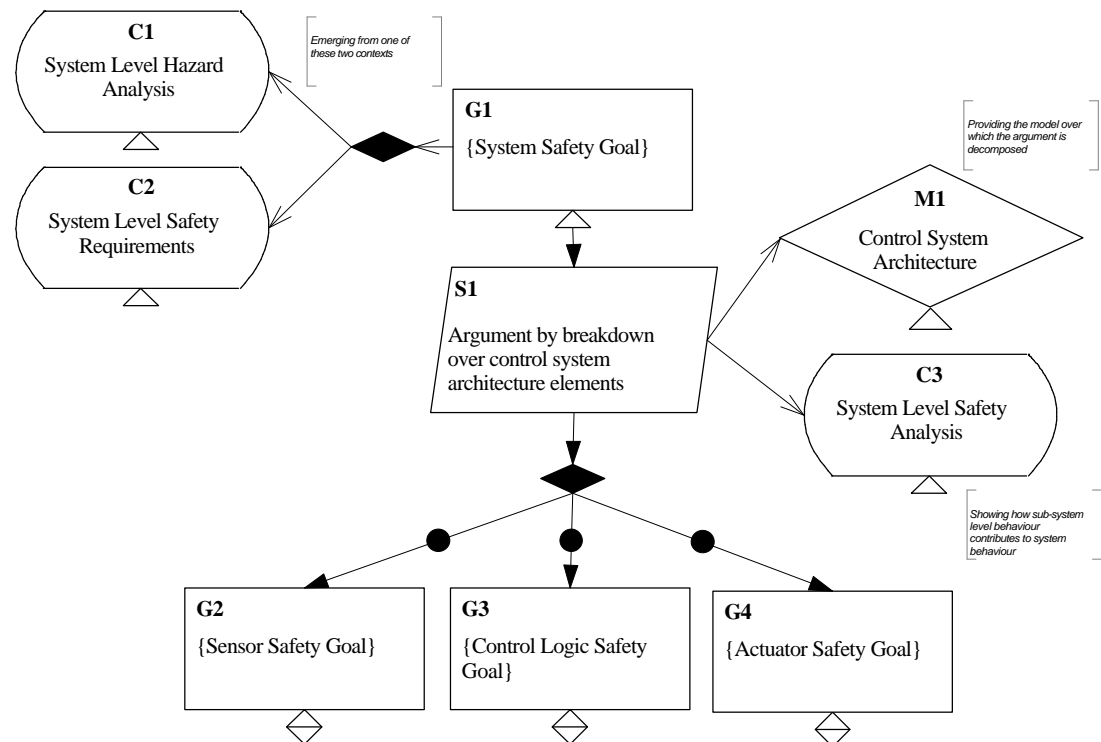 C1
System Level Hazard
Analysis
Emerging from one of
these two contexts
G1
{System Safety Goal}
Providing the model over
which the argument is
decomposed
C2
System Level Safety
Requirements
M1
Control System
Architecture
S1
Argument by breakdown
over control system
architecture elements
C3
System Level Safety
Analysis
Showing how sub-system
level behaviour
contributes to system
behaviour
G2
{Sensor Safety Goal}
G3
{Control Logic Safety
Goal}
G4
{Actuator Safety Goal}